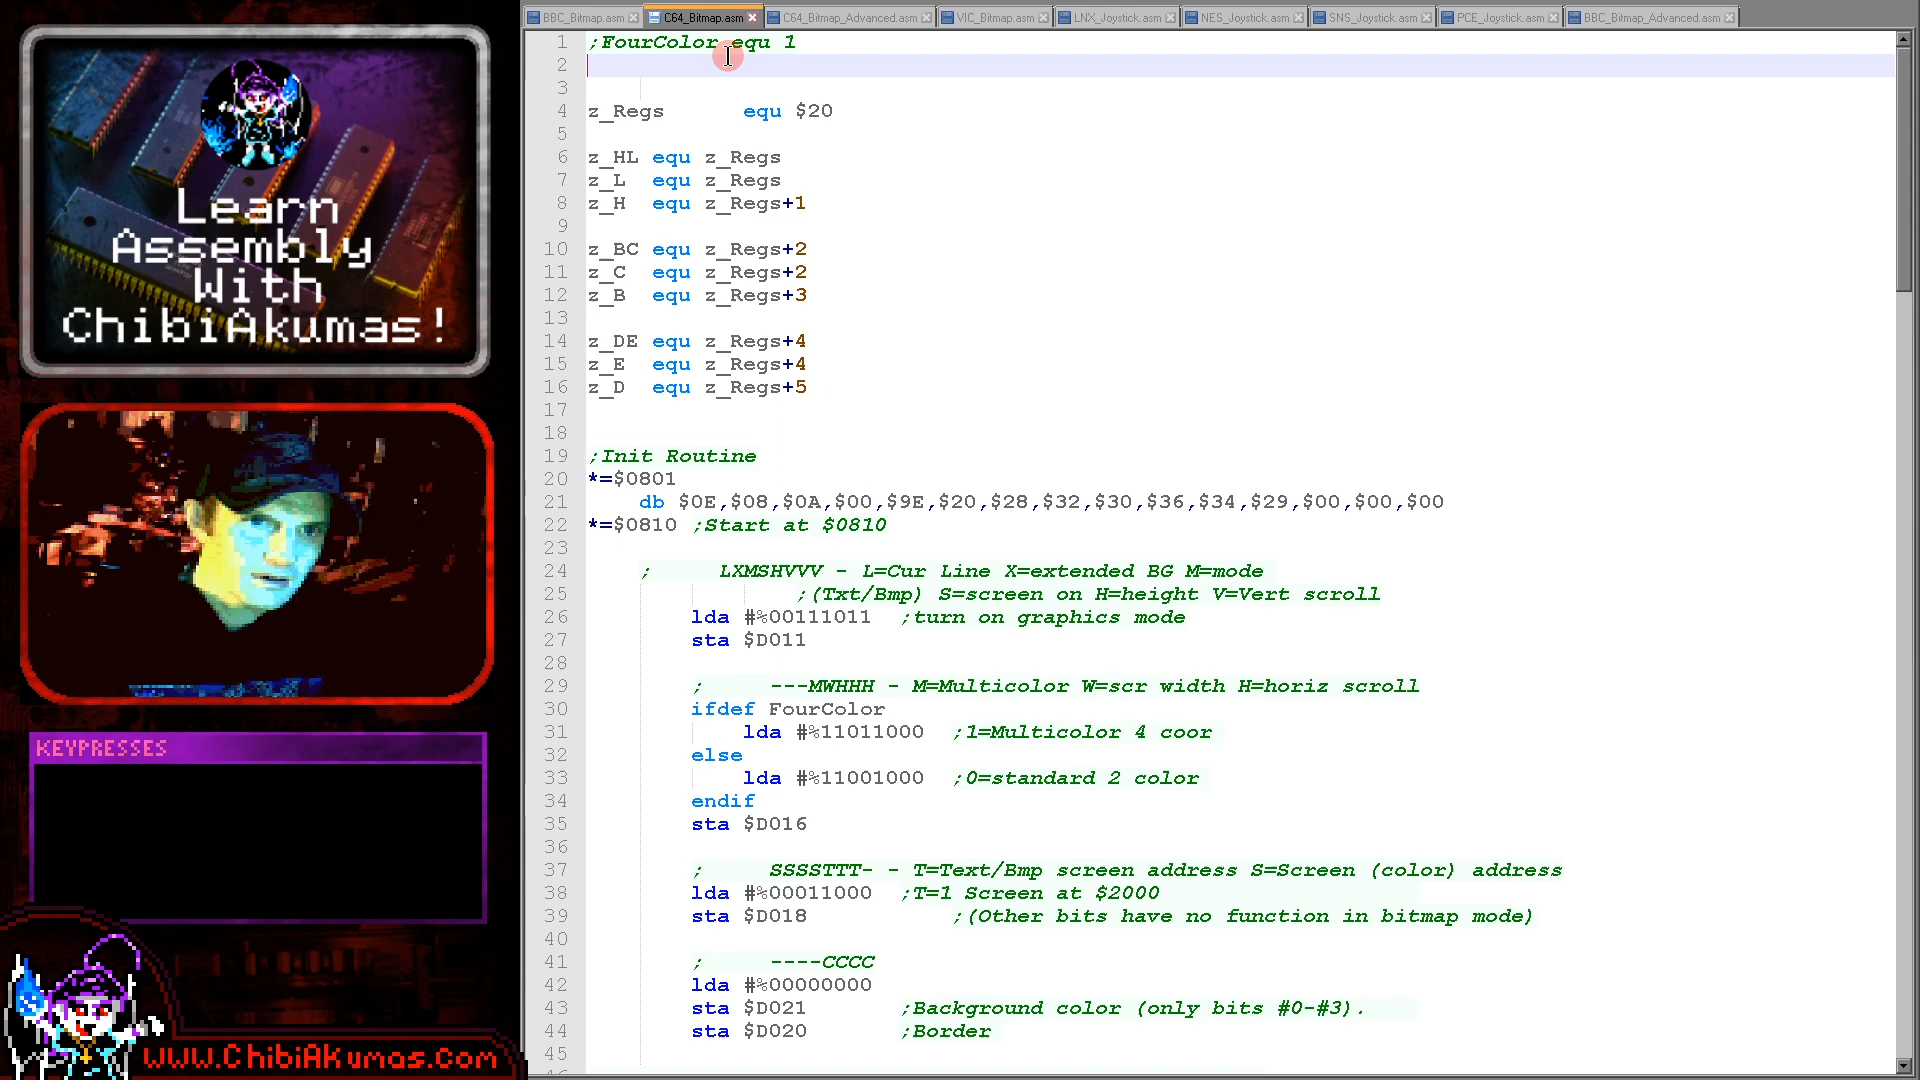 BBC_Bitmap.asm C64_Bitmap.asm C64_Bitmap_Advanced.asm VIC_Bitmap.asm LNX_Joystick.asm NES_Joystick.asm SNS_Joystick.asm PCE_Joystick.asm BBC_Bitmap_Advanced.asm
Learn
Assembly
With
ChibiAkumas!
KEYPRESSES
www.ChibiAkumas.com
1 ;FourColor equ 1
2
3
4 z_Regs equ $20
5
6 z_HL equ z_Regs
7 z_L equ z_Regs
8 z_H equ z_Regs+1
9
10 z_BC equ z_Regs+2
11 z_C equ z_Regs+2
12 z_B equ z_Regs+3
13
14 z_DE equ z_Regs+4
15 z_E equ z_Regs+4
16 z_D equ z_Regs+5
17
18
19 ;Init Routine
20 *=$0801
21 db $0E,$08,$0A,$00,$9E,$20,$28,$32,$30,$36,$34,$29,$00,$00,$00
22 *=$0810 ;Start at $0810
23
24 ; LXMSHVVV - L=Cur Line X=extended BG M=mode
25 ;(Txt/Bmp) S=screen on H=height V=Vert scroll
26 lda #%00111011 ;turn on graphics mode
27 sta $D011
28
29 ; ---MWHHH - M=Multicolor W=scr width H=horiz scroll
30 ifdef FourColor
31 lda #%11011000 ;1=Multicolor 4 coor
32 else
33 lda #%11001000 ;0=standard 2 color
34 endif
35 sta $D016
36
37 ; SSSSTTT- - T=Text/Bmp screen address S=Screen (color) address
38 lda #%00011000 ;T=1 Screen at $2000
39 sta $D018 ;(Other bits have no function in bitmap mode)
40
41 ; ----CCCC
42 lda #%00000000
43 sta $D021 ;Background color (only bits #0-#3).
44 sta $D020 ;Border
45